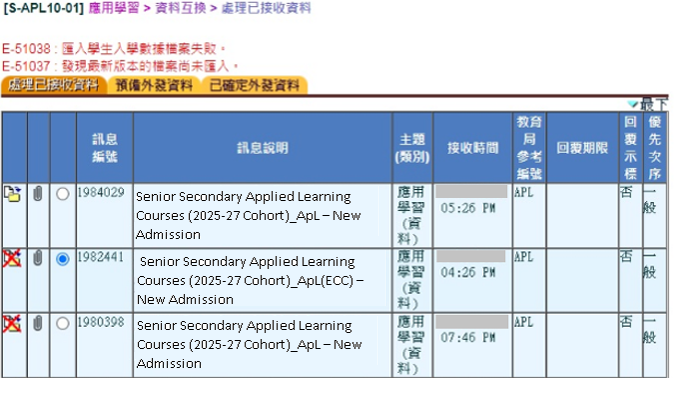 [S-APL10-01] 應用學習 > 資料互換 > 處理已接收資料
E-51038 : 匯入學生入學數據檔案失敗。
E-51037 : 發現最新版本的檔案尚未匯入。
處理已接收資料 預備外發資料 已確定外發資料
最下
訊息
編號
訊息說明
主題
(類別)
接收時間
教育
局
參考
編號
回覆期限
回
覆
示
標
優
先
次
序
1984029
Senior Secondary Applied Learning
Courses (2025-27 Cohort)_ApL – New
Admission
應用
學習
(資
料)
05:26 PM
APL
否
一
般
1982441
Senior Secondary Applied Learning
Courses (2025-27 Cohort)_ApL(ECC) –
New Admission
應用
學習
(資
料)
04:26 PM
APL
否
一
般
1980398
Senior Secondary Applied Learning
Courses (2025-27 Cohort)_ApL – New
Admission
應用
學習
(資
料)
07:46 PM
APL
否
一
般